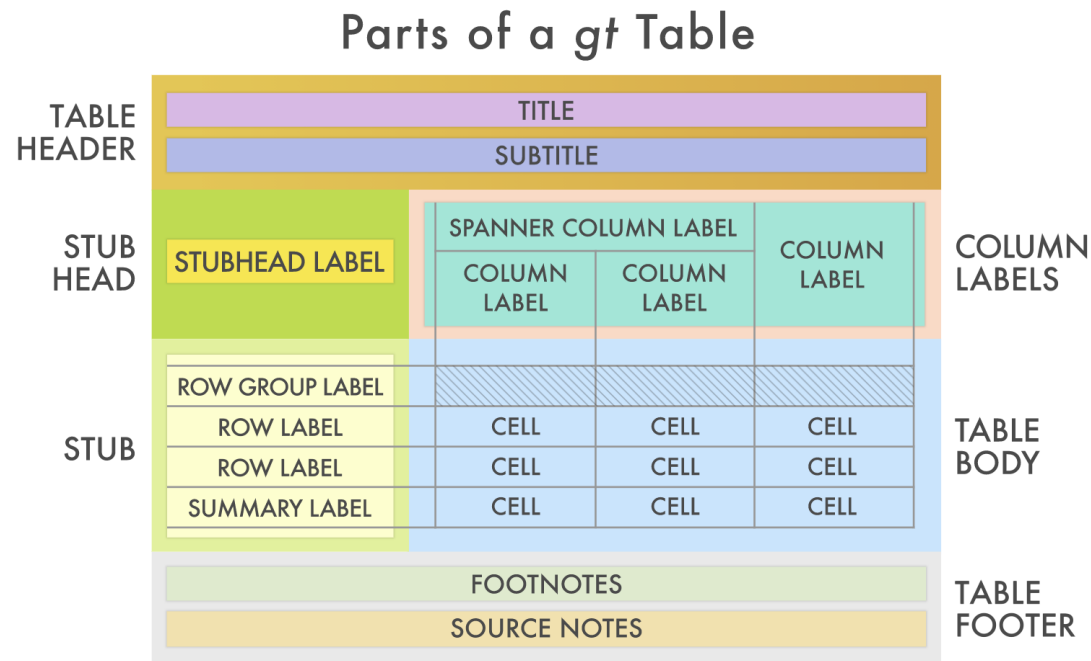 Parts of a gt Table
TABLE
HEADER
TITLE
SUBTITLE
STUB
HEAD
STUBHEAD LABEL
SPANNER COLUMN LABEL
COLUMN
LABEL
COLUMN
LABEL
COLUMN
LABEL
COLUMN
LABELS
STUB
ROW GROUP LABEL
ROW LABEL
CELL
CELL
CELL
ROW LABEL
CELL
CELL
CELL
SUMMARY LABEL
CELL
CELL
CELL
TABLE
BODY
FOOTNOTES
SOURCE NOTES
TABLE
FOOTER